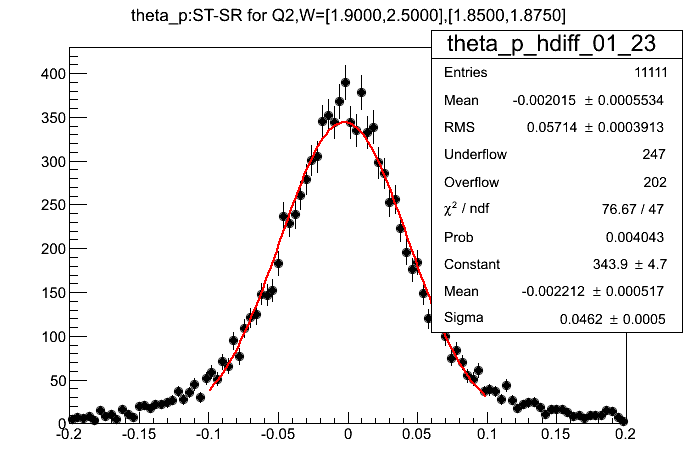 theta_p:ST-SR for Q2,W=[1.9000,2.5000],[1.8500,1.8750]
theta_p_hdiff_01_23
Entries 11111
Mean -0.002015 ± 0.0005534
RMS 0.05714 ± 0.0003913
Underflow 247
Overflow 202
χ² / ndf 76.67 / 47
Prob 0.004043
Constant 343.9 ± 4.7
Mean -0.002212 ± 0.000517
Sigma 0.0462 ± 0.0005
400
350
300
250
200
150
100
50
0
-0.2 -0.15 -0.1 -0.05 0 0.05 0.1 0.15 0.2